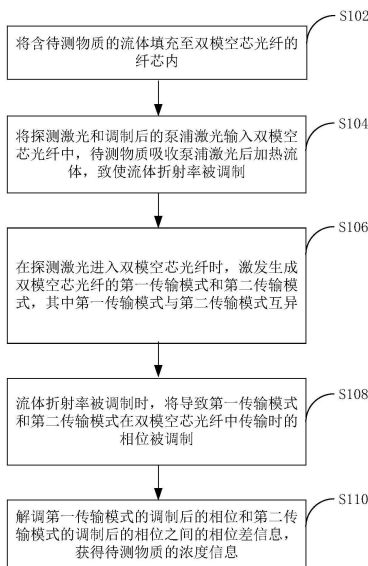 S102
将含待测物质的流体填充至双模空芯光纤的
纤芯内
S104
将探测激光和调制后的泵浦激光输入双模空
芯光纤中，待测物质吸收泵浦激光后加热流
体，致使流体折射率被调制
S106
在探测激光进入双模空芯光纤时，激发生成
双模空芯光纤的第一传输模式和第二传输模
式，其中第一传输模式与第二传输模式互异
S108
流体折射率被调制时，将导致第一传输模式
和第二传输模式在双模空芯光纤中传输时的
相位被调制
S110
解调第一传输模式的调制后的相位和第二传
输模式的调制后的相位之间的相位差信息，
获得待测物质的浓度信息